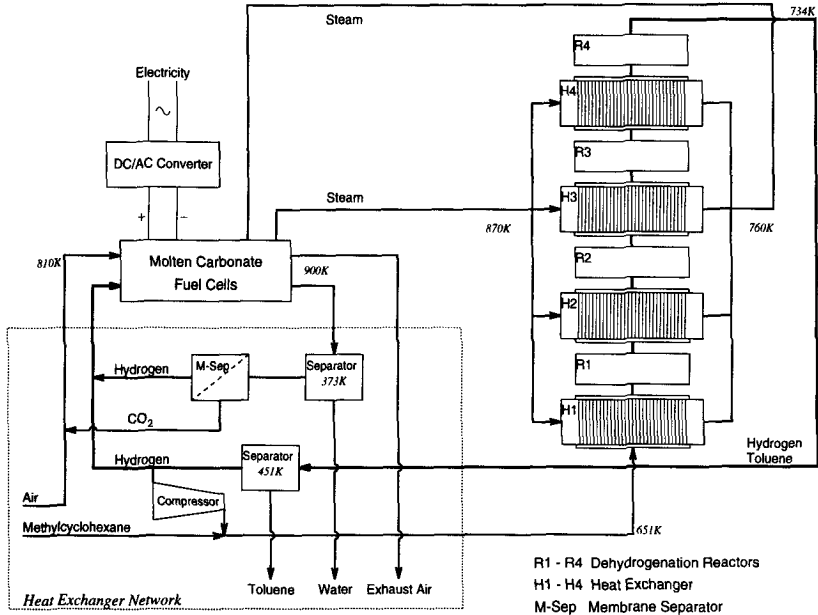 Steam
734K
R4
Electricity
H4
DC/AC Converter
R3
+
−
Steam
870K
H3
760K
810K
Molten Carbonate
Fuel Cells
900K
R2
H2
Hydrogen
M-Sep
Separator
373K
R1
CO2
H1
Hydrogen
Separator
451K
Hydrogen
Toluene
Air
Compressor
Methylcyclohexane
651K
Toluene
Water
Exhaust Air
Heat Exchanger Network
R1 - R4 Dehydrogenation Reactors
H1 - H4 Heat Exchanger
M-Sep Membrane Separator